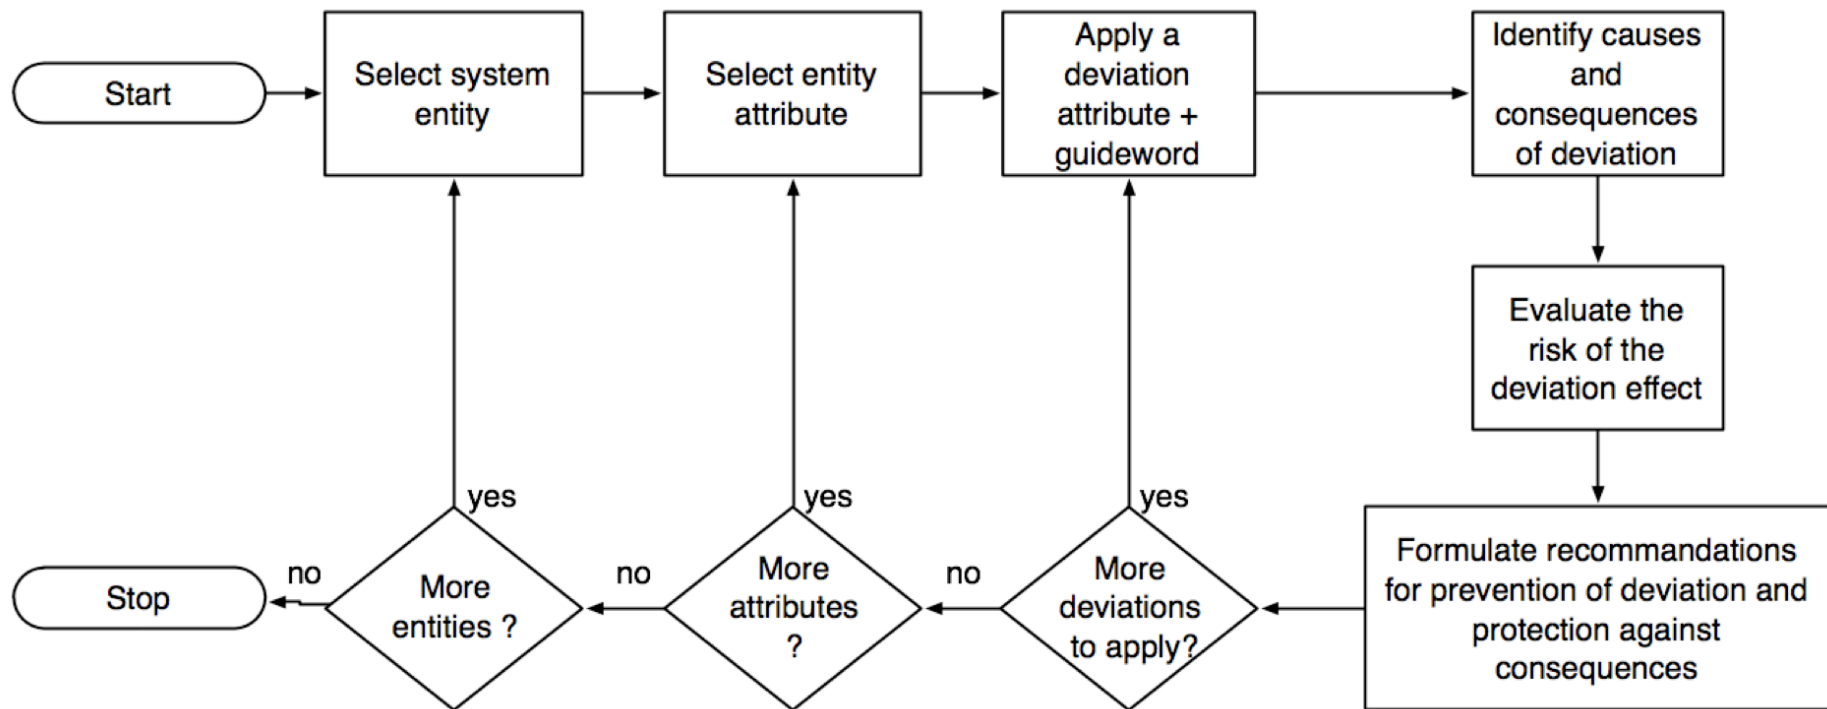 Start
Select system
entity
Select entity
attribute
Apply a
deviation
attribute +
guideword
Identify causes
and
consequences
of deviation
Evaluate the
risk of the
deviation effect
Formulate recommandations
for prevention of deviation and
protection against
consequences
yes
More
deviations
to apply?
no
yes
More
attributes
?
no
yes
More
entities ?
no
Stop